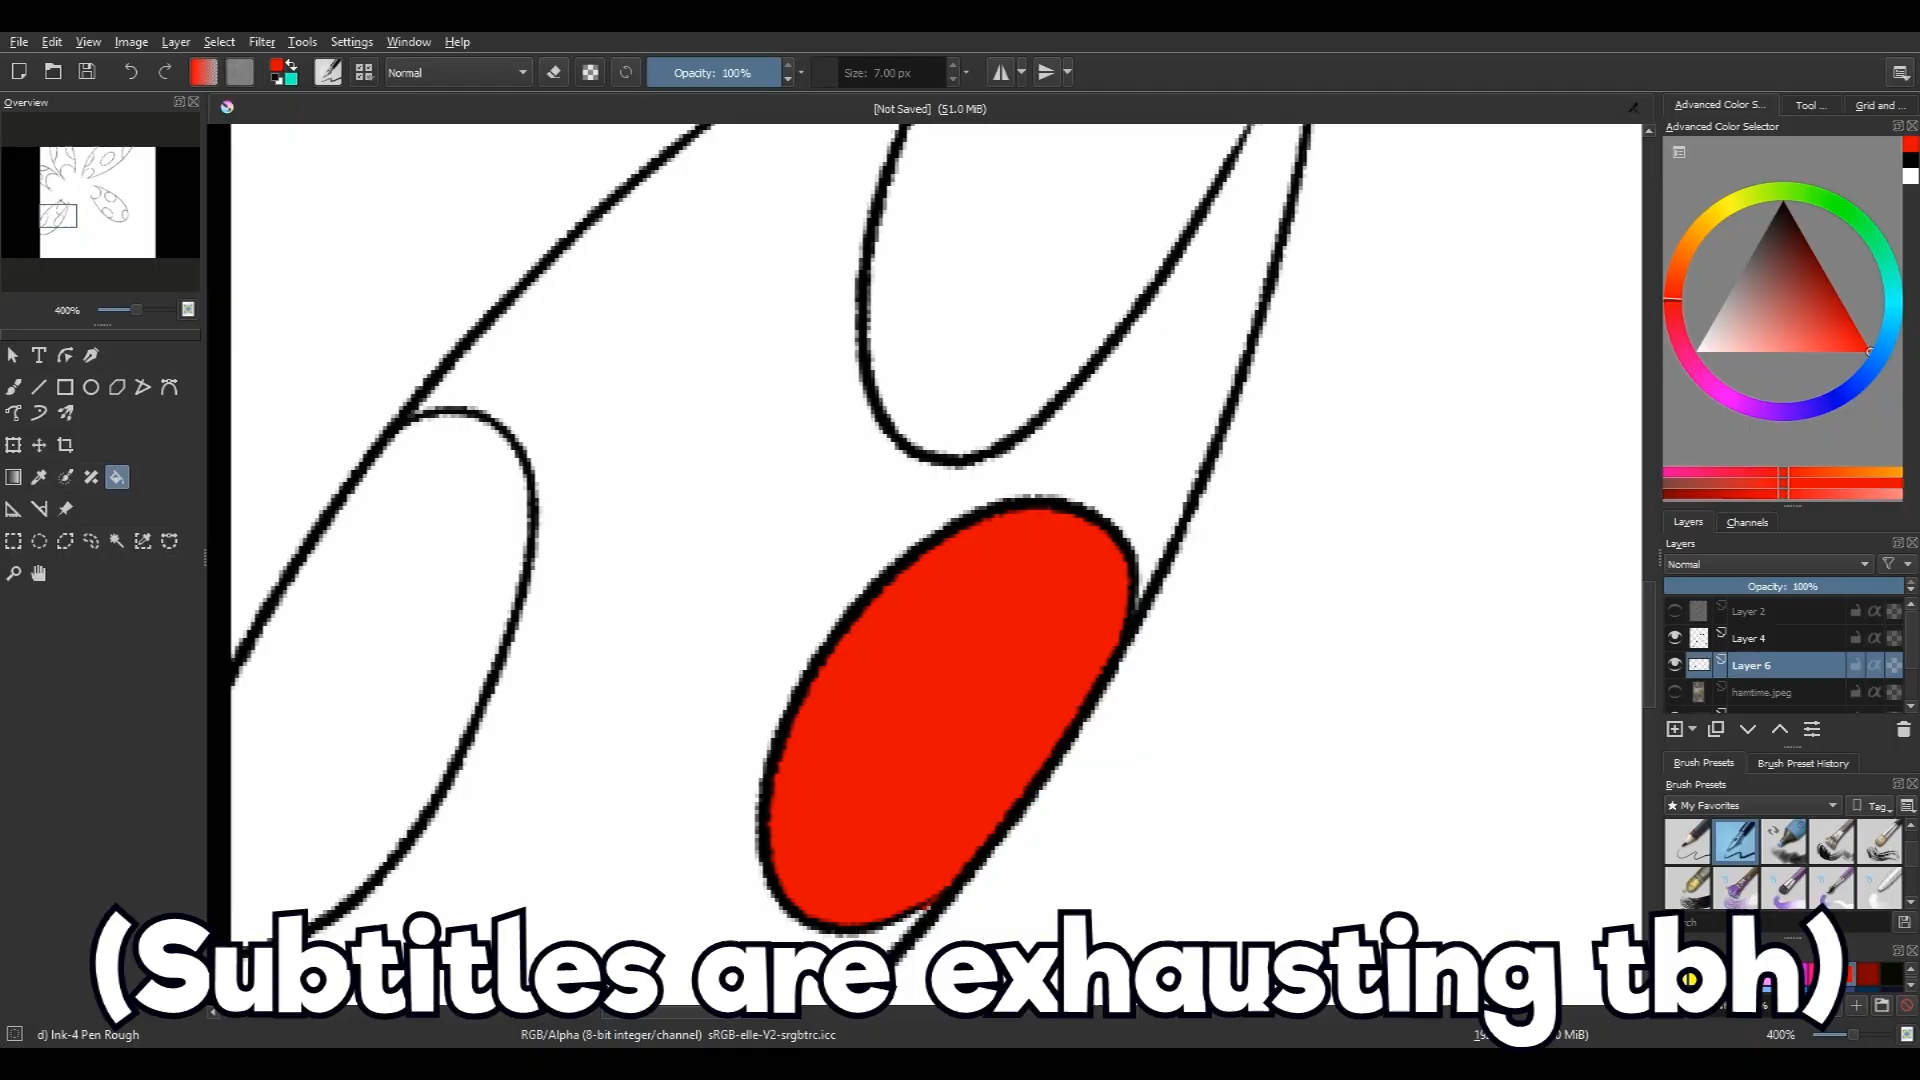 File Edit View Image Layer Select Filter Tools Settings Window Help
Normal Opacity: 100% Size: 7.00 px
Overview
[Not Saved] (51.0 MiB)
Advanced Color S... Tool ... Grid and ...
Advanced Color Selector
400%
Layers Channels
Layers
Normal
Opacity: 100%
Layer 2
Layer 4
Layer 6
hamtime.jpeg
Brush Presets Brush Preset History
Brush Presets
My Favorites Tag
(Subtitles are exhausting tbh)
d) Ink-4 Pen Rough
RGB/Alpha (8-bit integer/channel) sRGB-elle-V2-srgbtrc.icc
MiB)
400%